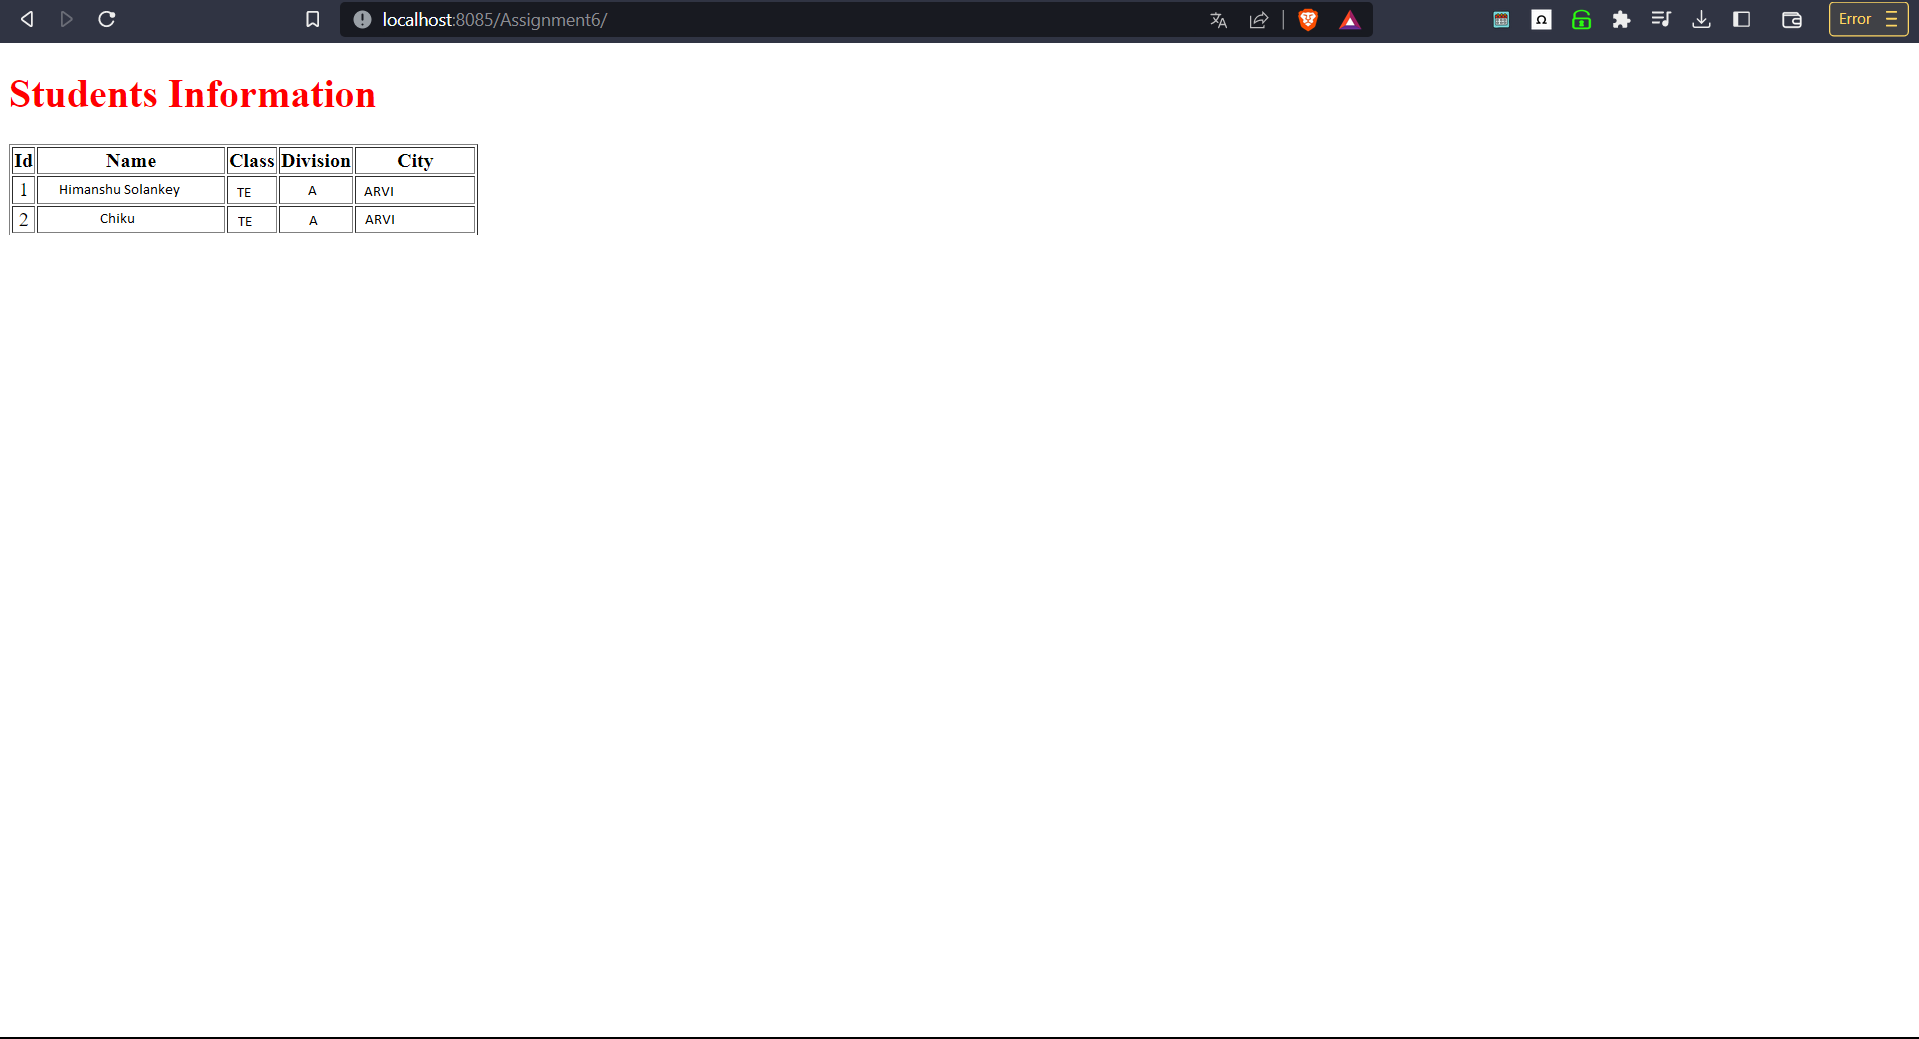 localhost:8085/Assignment6/
Error
Students Information
Id Name Class Division City
1 Himanshu Solankey TE A ARVI
2 Chiku TE A ARVI